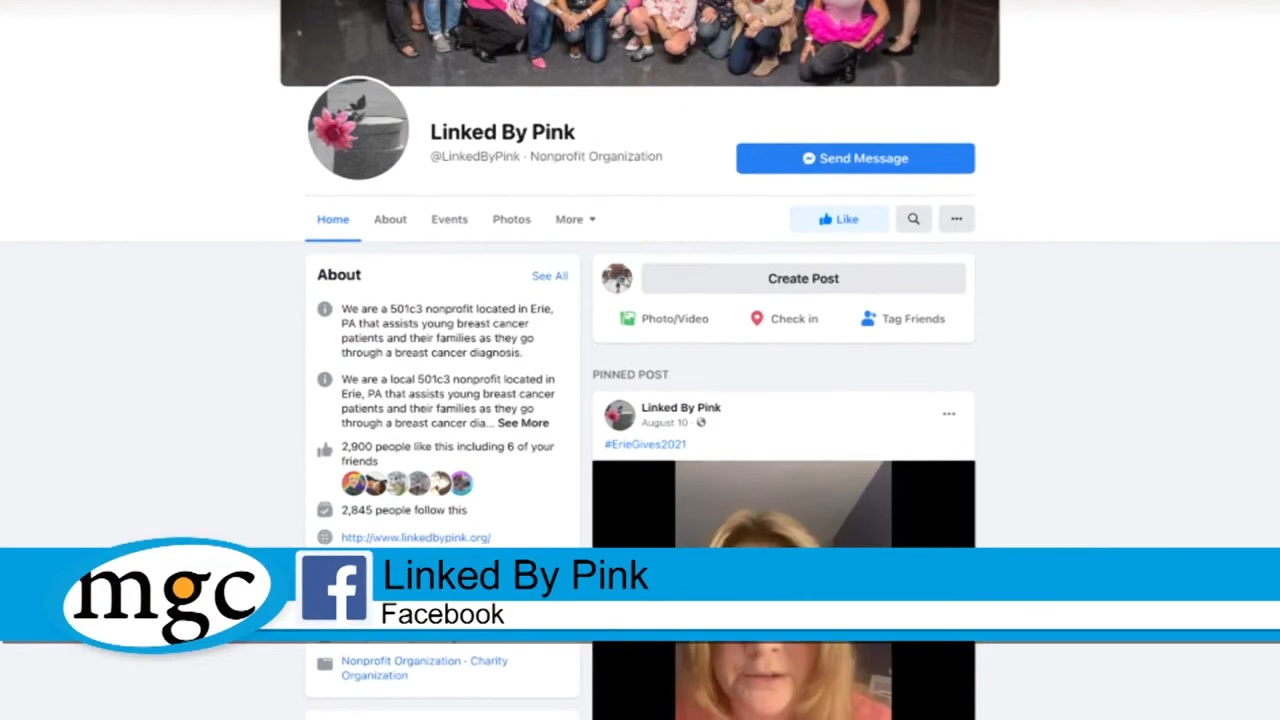 Linked By Pink
@LinkedByPink · Nonprofit Organization
Send Message
Home
About
Events
Photos
More
Like
About
See All
We are a 501c3 nonprofit located in Erie,
PA that assists young breast cancer
patients and their families as they go
through a breast cancer diagnosis.
We are a local 501c3 nonprofit located in
Erie, PA that assists young breast cancer
patients and their families as they go
through a breast cancer dia... See More
2,900 people like this including 6 of your
friends
2,845 people follow this
http://www.linkedbypink.org/
Nonprofit Organization · Charity
Organization
Create Post
Photo/Video
Check in
Tag Friends
PINNED POST
Linked By Pink
August 10 ·
#ErieGives2021
mgc
f
Linked By Pink
Facebook